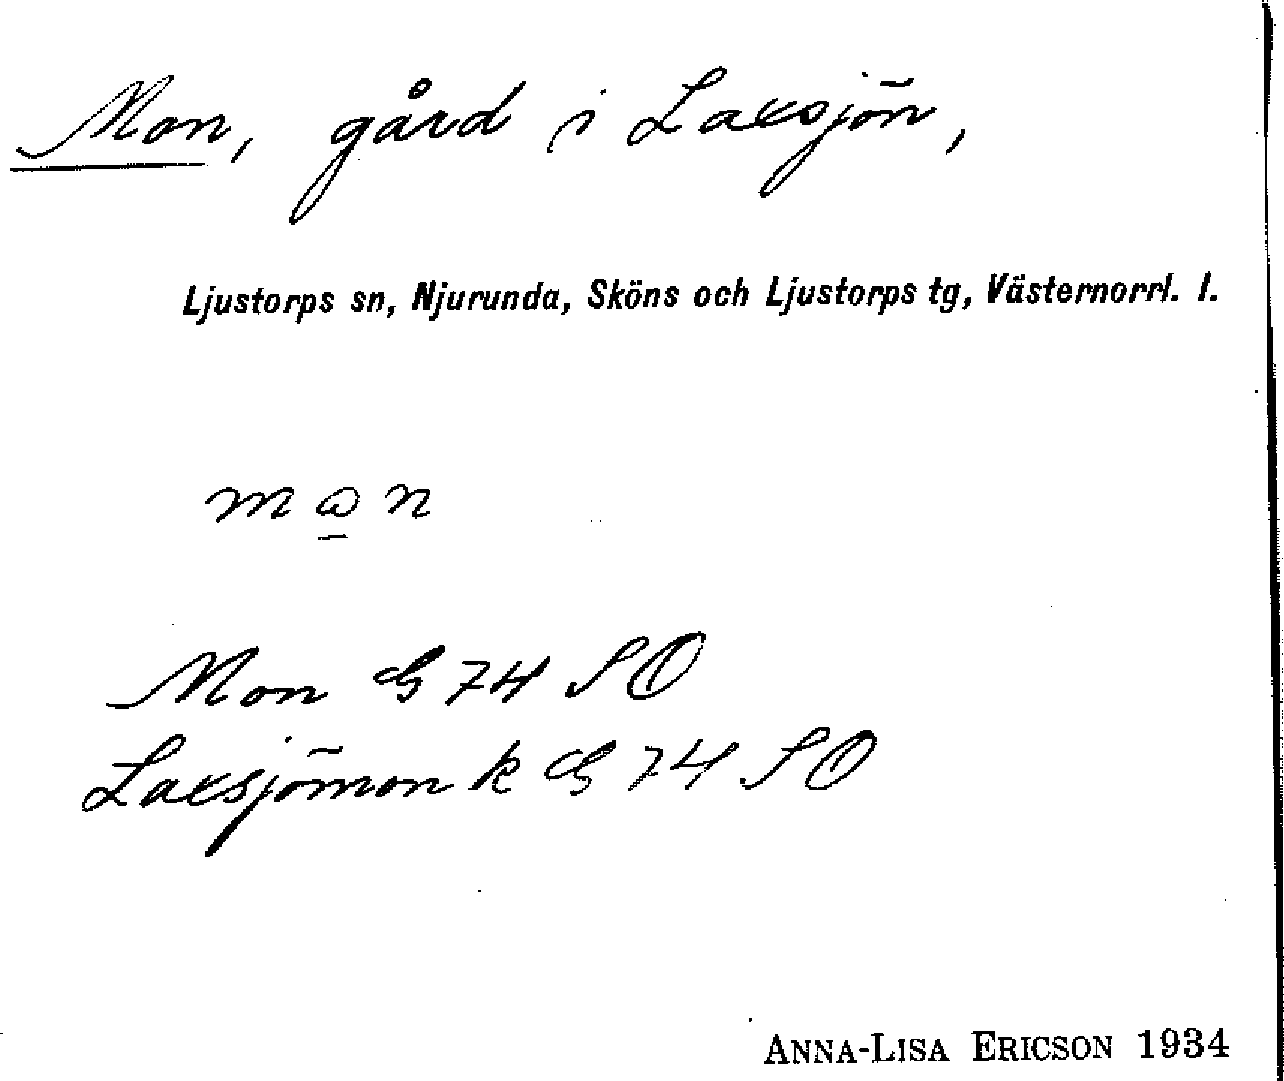 Mon, gård i Laxsjön,
Ljustorps sn, Njurunda, Sköns och Ljustorps tg, Västernorrl. l.
Mon G 74 SO
Laxsjömon k G 74 SO
ANNA-LISA ERICSON 1934